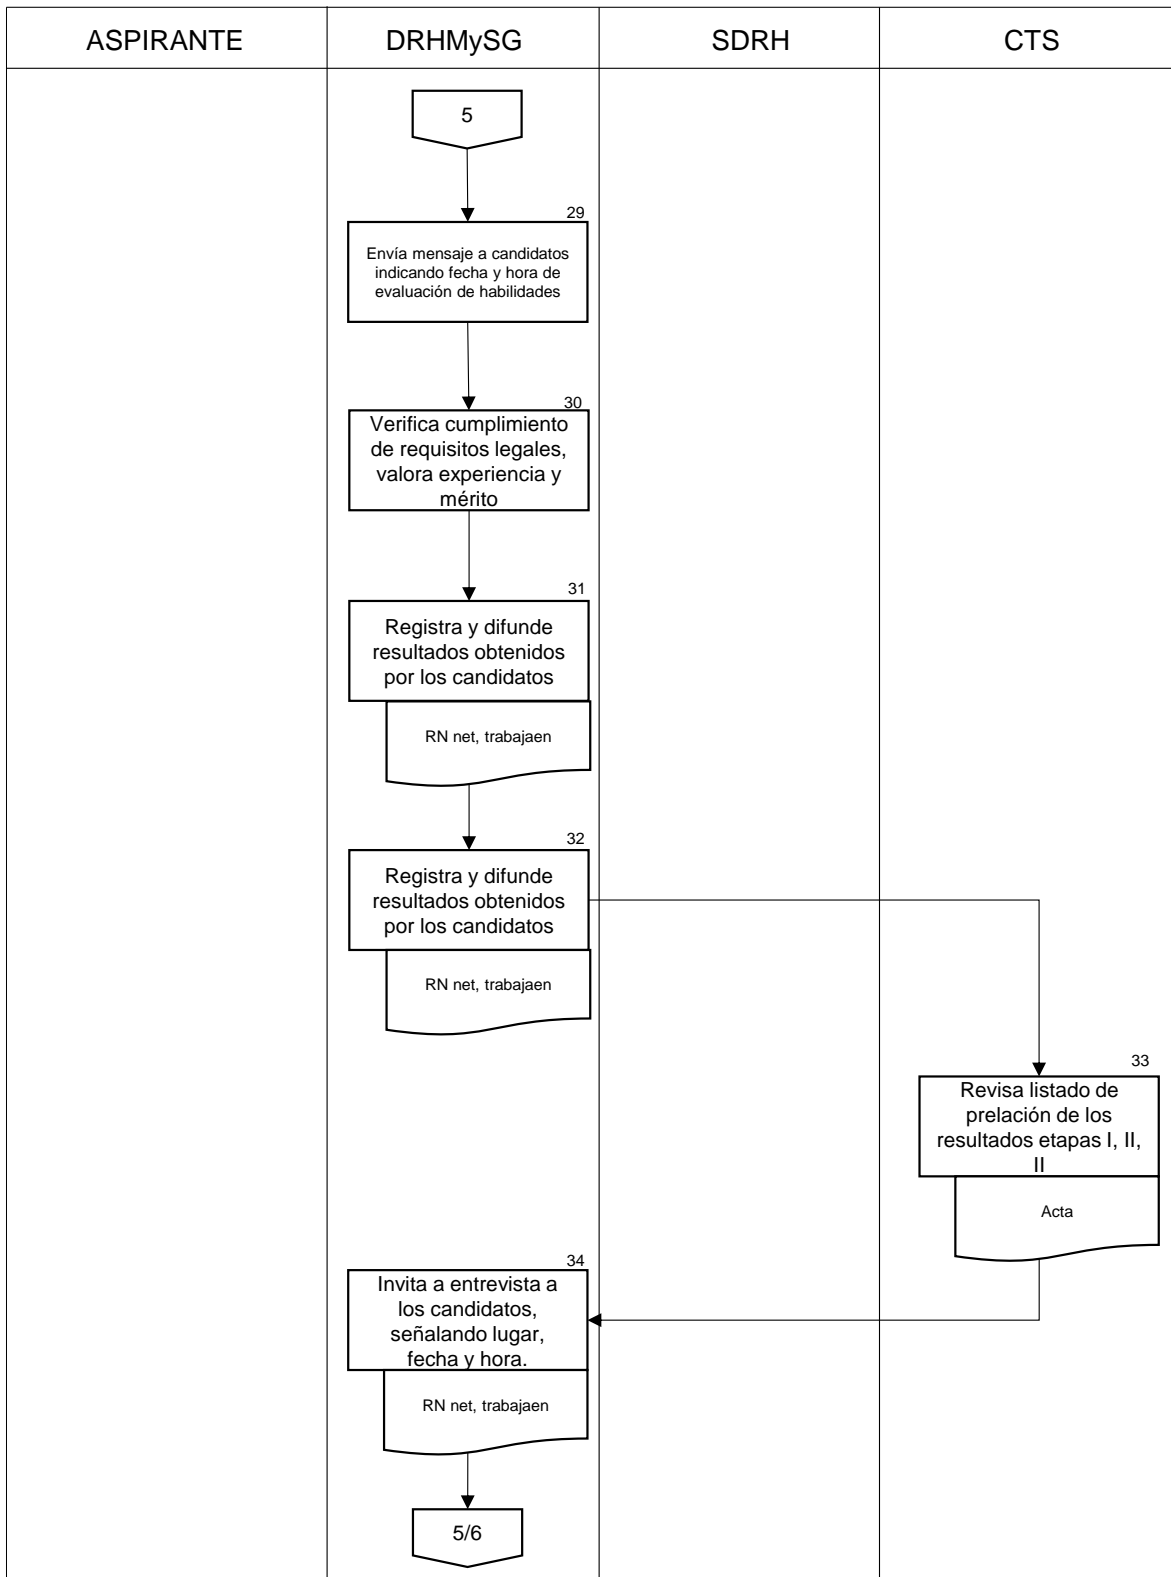 ASPIRANTE
DRHMySG
SDRH
CTS
5
29
Envía mensaje a candidatos
indicando fecha y hora de
evaluación de habilidades
30
Verifica cumplimiento
de requisitos legales,
valora experiencia y
mérito
31
Registra y difunde
resultados obtenidos
por los candidatos
RN net, trabajaen
32
Registra y difunde
resultados obtenidos
por los candidatos
RN net, trabajaen
33
Revisa listado de
prelación de los
resultados etapas I, II,
II
Acta
34
Invita a entrevista a
los candidatos,
señalando lugar,
fecha y hora.
RN net, trabajaen
5/6